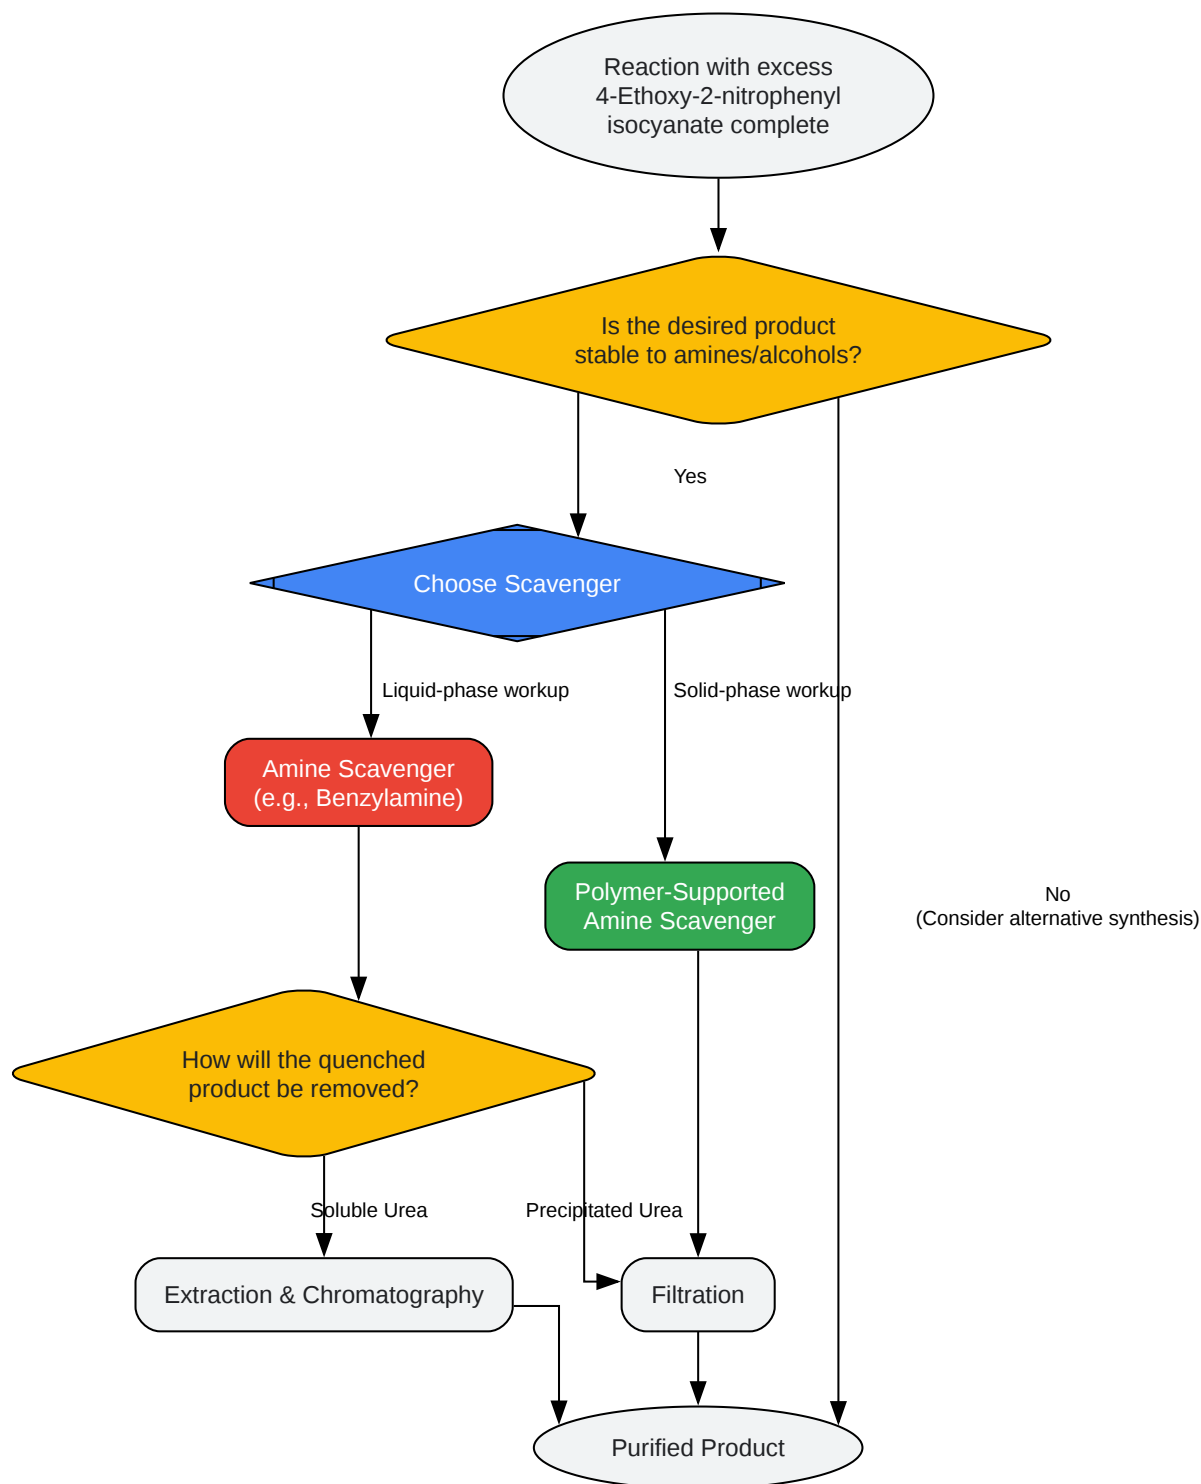 Reaction with excess
4-Ethoxy-2-nitrophenyl
isocyanate complete
Is the desired product
stable to amines/alcohols?
Yes
Choose Scavenger
Liquid-phase workup
Solid-phase workup
Amine Scavenger
(e.g., Benzylamine)
Polymer-Supported
Amine Scavenger
No
(Consider alternative synthesis)
How will the quenched
product be removed?
Soluble Urea
Precipitated Urea
Extraction & Chromatography
Filtration
Purified Product